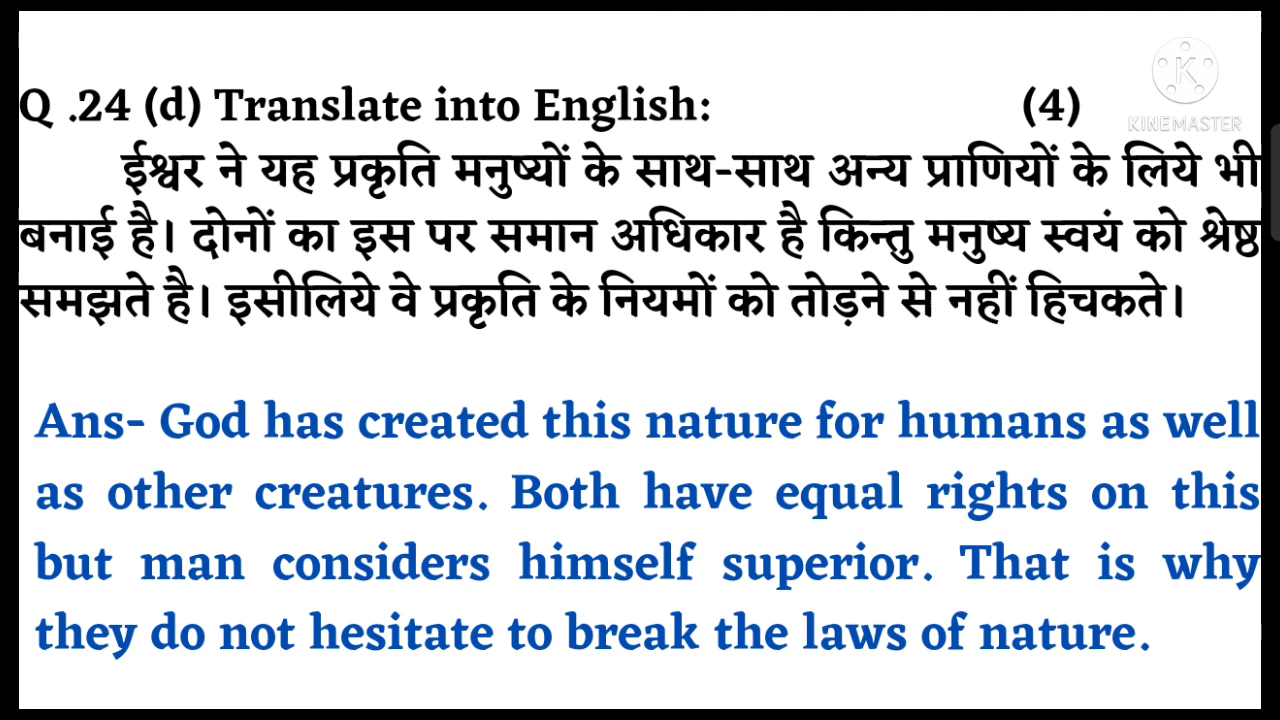 Q .24 (d) Translate into English: (4)
KINEMASTER
ईश्वर ने यह प्रकृति मनुष्यों के साथ-साथ अन्य प्राणियों के लिये भी
बनाई है। दोनों का इस पर समान अधिकार है किन्तु मनुष्य स्वयं को श्रेष्ठ
समझते है। इसीलिये वे प्रकृति के नियमों को तोड़ने से नहीं हिचकते।
Ans- God has created this nature for humans as well
as other creatures. Both have equal rights on this
but man considers himself superior. That is why
they do not hesitate to break the laws of nature.